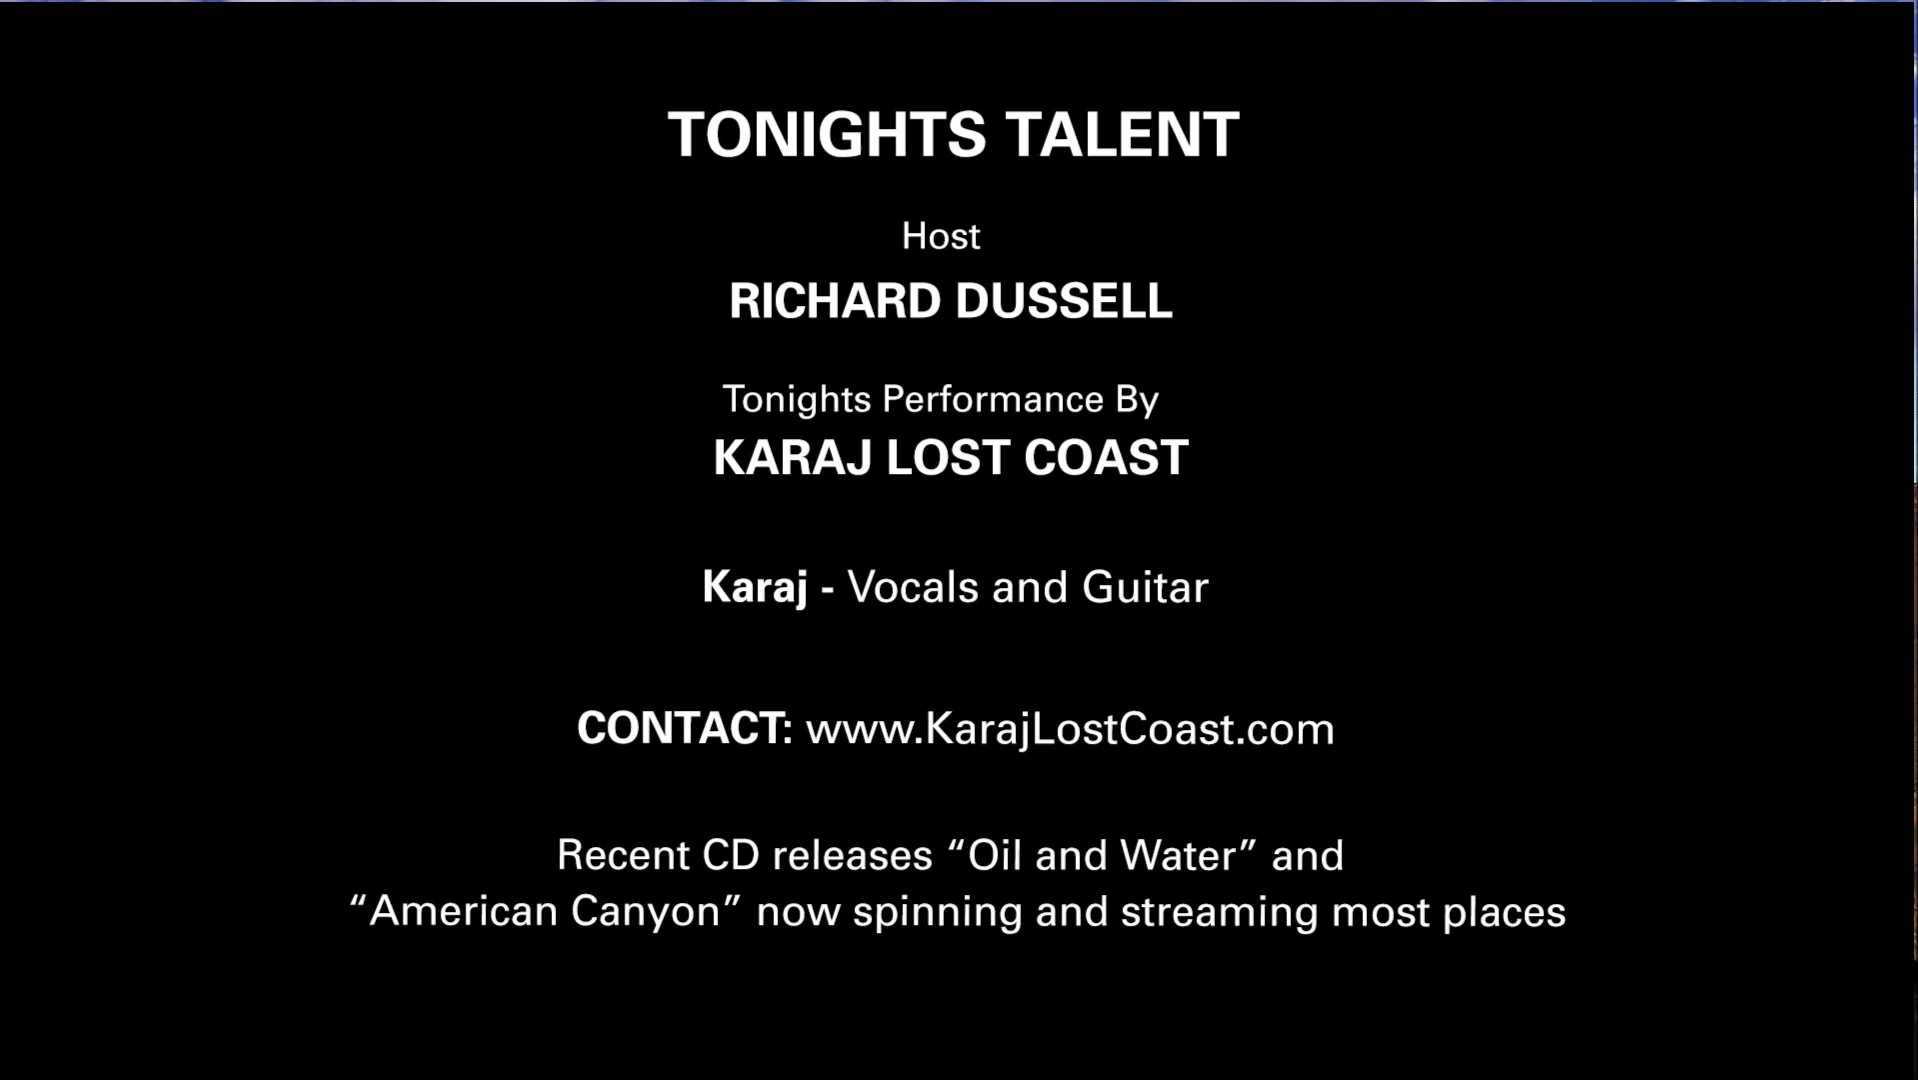 TONIGHTS TALENT
Host
RICHARD DUSSELL
Tonights Performance By
KARAJ LOST COAST
Karaj - Vocals and Guitar
CONTACT: www.KarajLostCoast.com
Recent CD releases “Oil and Water” and
“American Canyon” now spinning and streaming most places